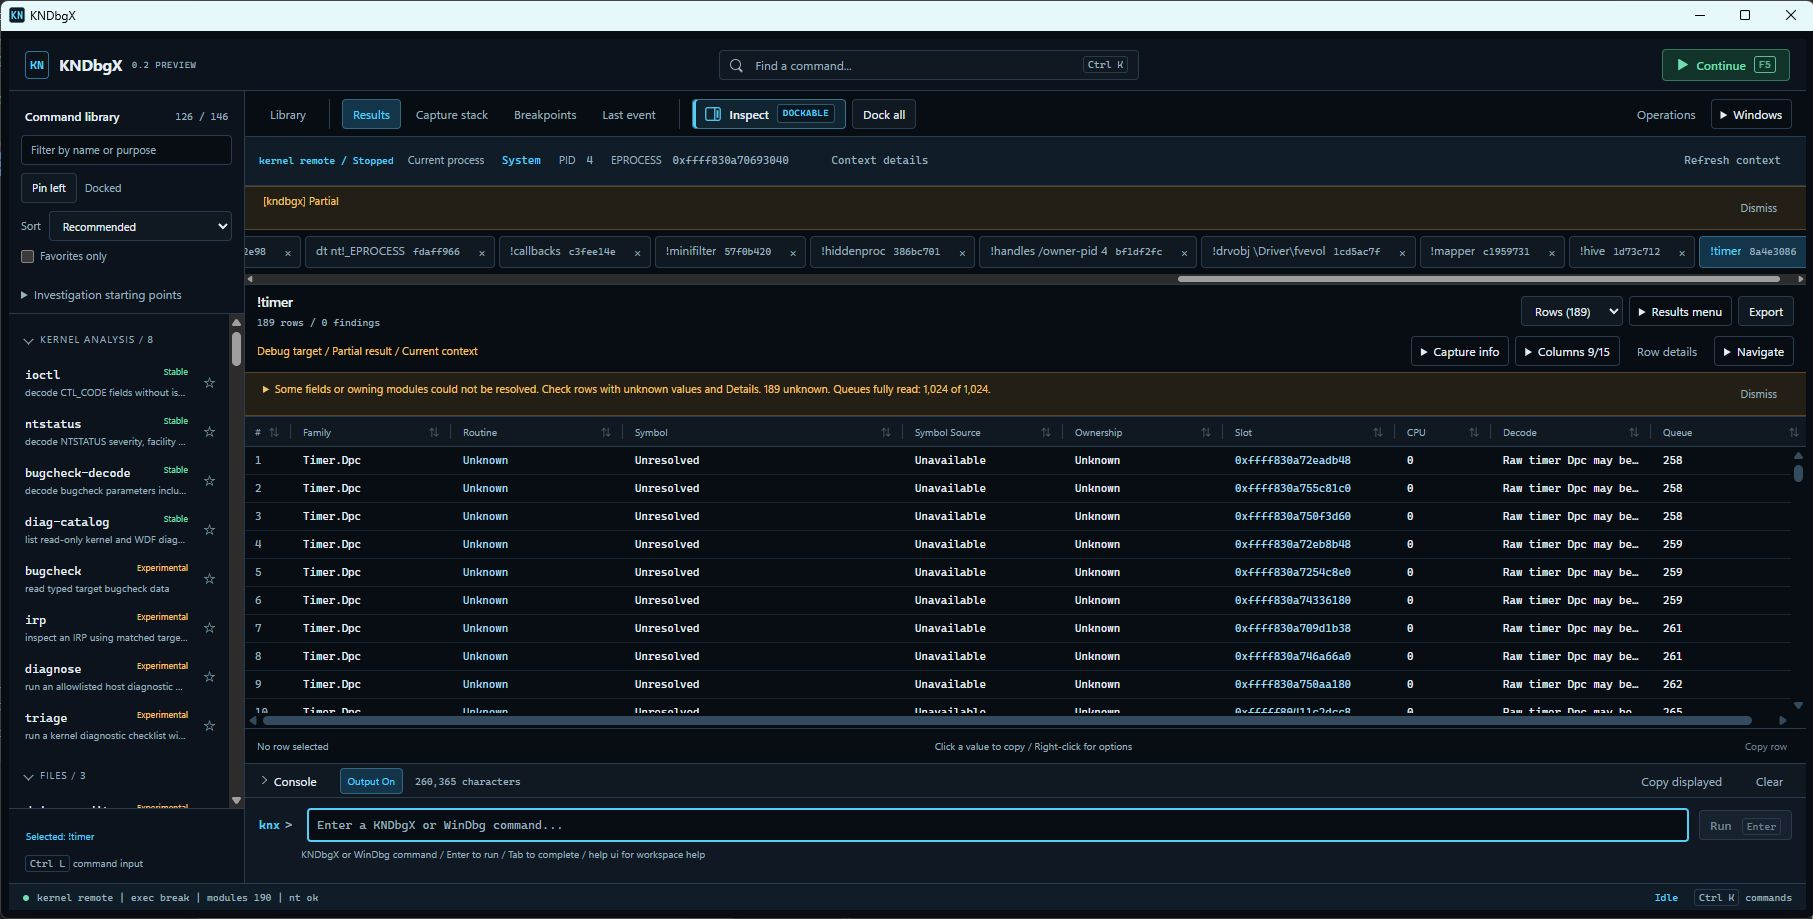 KN KNDbgX
KN KNDbgX 0.2 PREVIEW
Find a command... Ctrl K
Continue F5
Command library 126 / 146
Filter by name or purpose
Pin left Docked
Sort Recommended
Favorites only
Investigation starting points
KERNEL ANALYSIS / 8
ioctl Stable
decode CTL_CODE fields without is...
ntstatus Stable
decode NTSTATUS severity, facility ...
bugcheck-decode Stable
decode bugcheck parameters inclu...
diag-catalog Stable
list read-only kernel and WDF diag...
bugcheck Experimental
read typed target bugcheck data
irp Experimental
inspect an IRP using matched targe...
diagnose Experimental
run an allowlisted host diagnostic ...
triage Experimental
run a kernel diagnostic checklist wi...
FILES / 3
Experimental
Selected: !timer
Ctrl L command input
Library Results Capture stack Breakpoints Last event Inspect DOCKABLE Dock all Operations Windows
kernel remote / Stopped Current process System PID 4 EPROCESS 0xffff830a70693040 Context details Refresh context
[kndbgx] Partial
Dismiss
2e98 × dt nt!_EPROCESS fdaff966 × !callbacks c3fee14e × !minifilter 57f0b420 × !hiddenproc 386bc701 × !handles /owner-pid 4 bf1df2fc × !drvobj \Driver\fvevol 1cd5ac7f × !mapper c1959731 × !hive 1d73c712 × !timer 8a4e3086
!timer
189 rows / 0 findings
Rows (189) Results menu Export
Debug target / Partial result / Current context
Capture info Columns 9/15 Row details Navigate
Some fields or owning modules could not be resolved. Check rows with unknown values and Details. 189 unknown. Queues fully read: 1,024 of 1,024.
Dismiss
# Family Routine Symbol Symbol Source Ownership Slot CPU Decode Queue
1 Timer.Dpc Unknown Unresolved Unavailable Unknown 0xffff830a72eadb48 0 Raw timer Dpc may be… 258
2 Timer.Dpc Unknown Unresolved Unavailable Unknown 0xffff830a755c81c0 0 Raw timer Dpc may be… 258
3 Timer.Dpc Unknown Unresolved Unavailable Unknown 0xffff830a750f3d60 0 Raw timer Dpc may be… 258
4 Timer.Dpc Unknown Unresolved Unavailable Unknown 0xffff830a72eb8b48 0 Raw timer Dpc may be… 259
5 Timer.Dpc Unknown Unresolved Unavailable Unknown 0xffff830a7254c8e0 0 Raw timer Dpc may be… 259
6 Timer.Dpc Unknown Unresolved Unavailable Unknown 0xffff830a74336180 0 Raw timer Dpc may be… 259
7 Timer.Dpc Unknown Unresolved Unavailable Unknown 0xffff830a709d1b38 0 Raw timer Dpc may be… 261
8 Timer.Dpc Unknown Unresolved Unavailable Unknown 0xffff830a746a66a0 0 Raw timer Dpc may be… 261
9 Timer.Dpc Unknown Unresolved Unavailable Unknown 0xffff830a750aa180 0 Raw timer Dpc may be… 262
10 Timer.Dpc Unknown Unresolved Unavailable Unknown 0 Raw timer Dpc may be… 265
No row selected
Click a value to copy / Right-click for options
Copy row
Console Output On 260,365 characters Copy displayed Clear
knx > Enter a KNDbgX or WinDbg command... Run Enter
KNDbgX or WinDbg command / Enter to run / Tab to complete / help ui for workspace help
kernel remote | exec break | modules 190 | nt ok
Idle Ctrl K commands